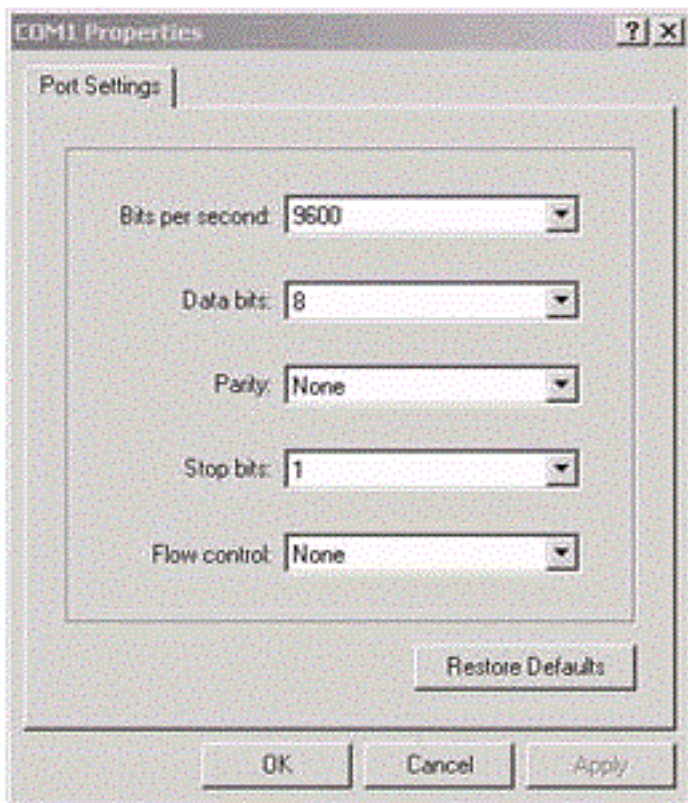 COM1 Properties
Port Settings
Bits per second: 9600
Data bits: 8
Parity: None
Stop bits: 1
Flow control: None
Restore Defaults
OK Cancel Apply